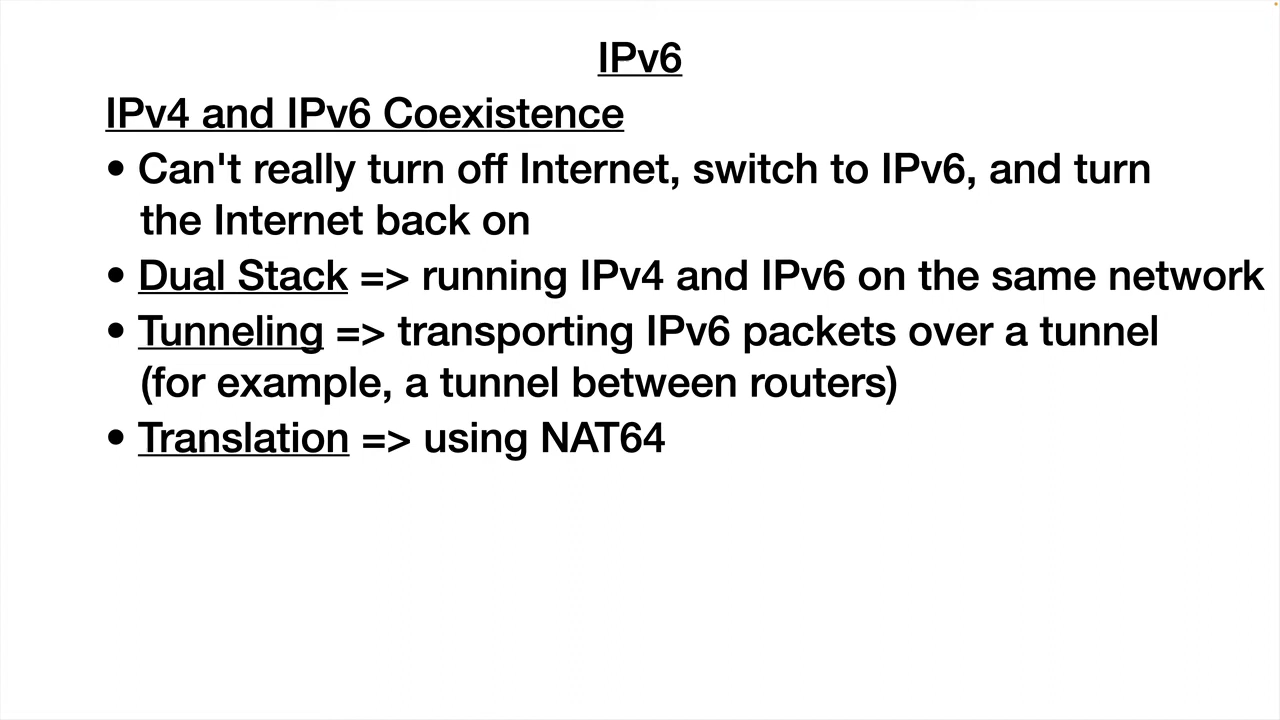 IPv6
IPv4 and IPv6 Coexistence
• Can't really turn off Internet, switch to IPv6, and turn
the Internet back on
• Dual Stack => running IPv4 and IPv6 on the same network
• Tunneling => transporting IPv6 packets over a tunnel
(for example, a tunnel between routers)
• Translation => using NAT64